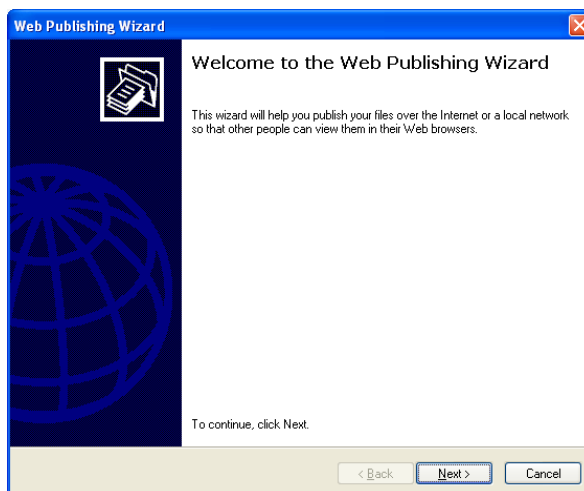 Web Publishing Wizard
Welcome to the Web Publishing Wizard
This wizard will help you publish your files over the Internet or a local network
so that other people can view them in their Web browsers.
To continue, click Next.
< Back Next > Cancel